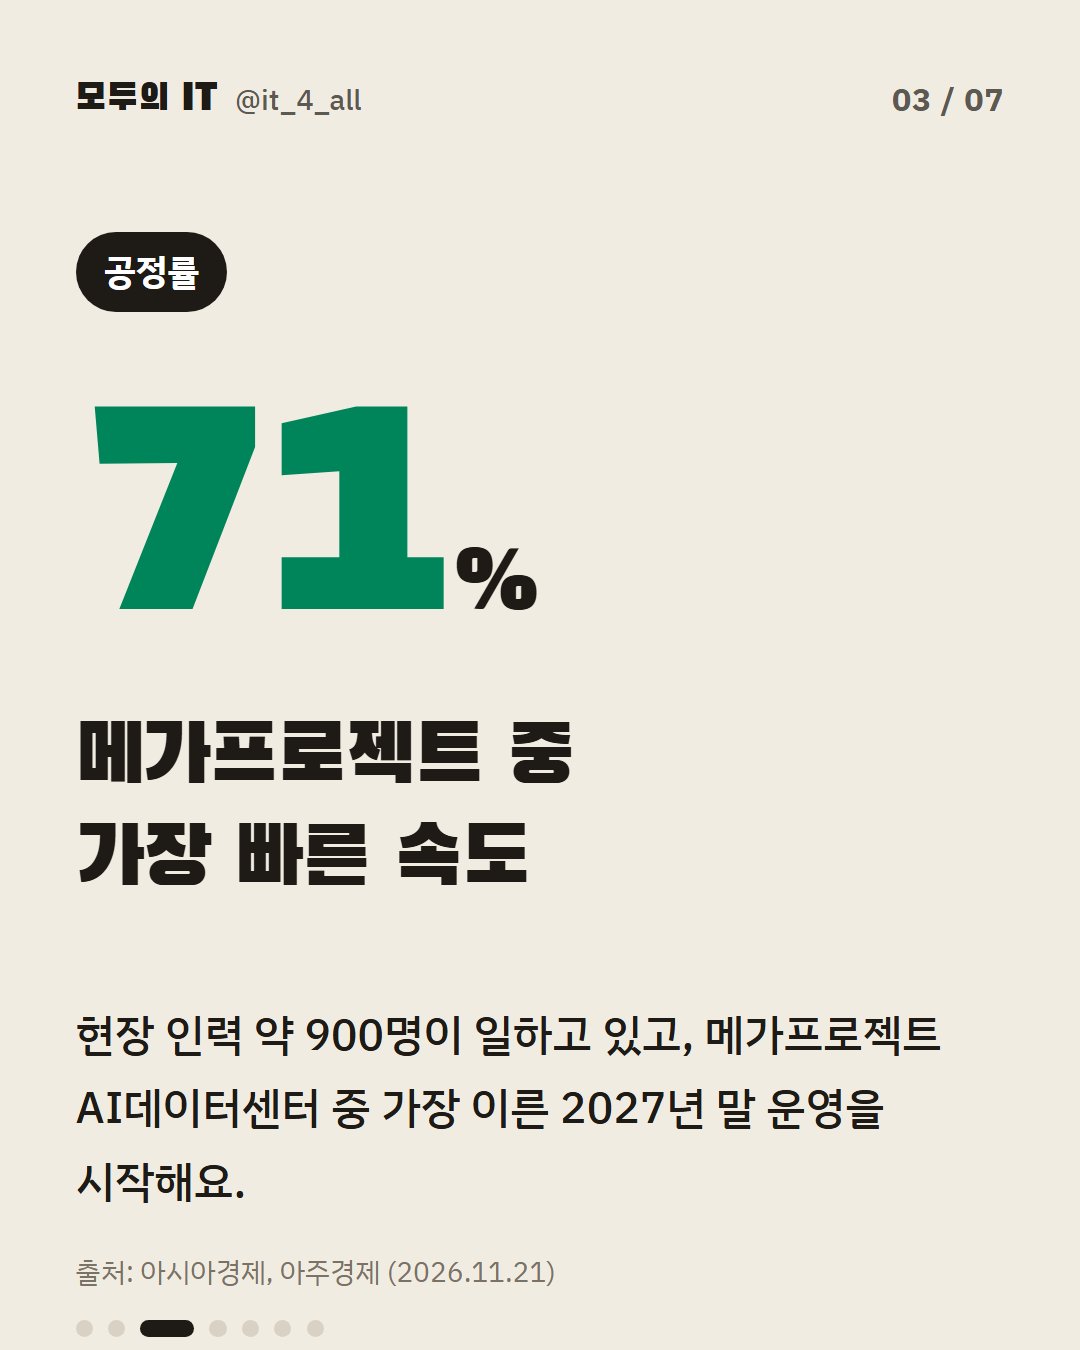 모두의 IT @it_4_all
03 / 07
공정률
71%
메가프로젝트 중
가장 빠른 속도
현장 인력 약 900명이 일하고 있고, 메가프로젝트
AI데이터센터 중 가장 이른 2027년 말 운영을
시작해요.
출처: 아시아경제, 아주경제 (2026.11.21)